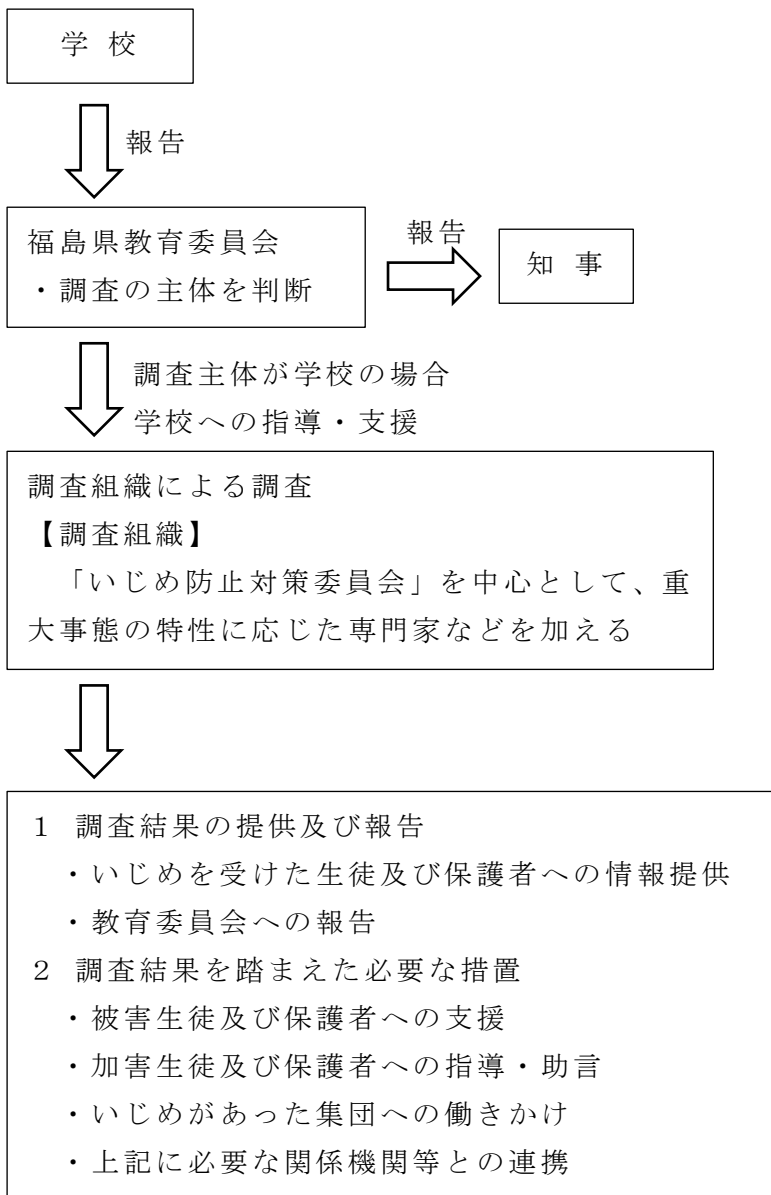 学校
報告
福島県教育委員会
・調査の主体を判断
報告
知事
調査主体が学校の場合
学校への指導・支援
調査組織による調査
【調査組織】
「いじめ防止対策委員会」を中心として、重
大事態の特性に応じた専門家などを加える
1 調査結果の提供及び報告
・いじめを受けた生徒及び保護者への情報提供
・教育委員会への報告
2 調査結果を踏まえた必要な措置
・被害生徒及び保護者への支援
・加害生徒及び保護者への指導・助言
・いじめがあった集団への働きかけ
・上記に必要な関係機関等との連携